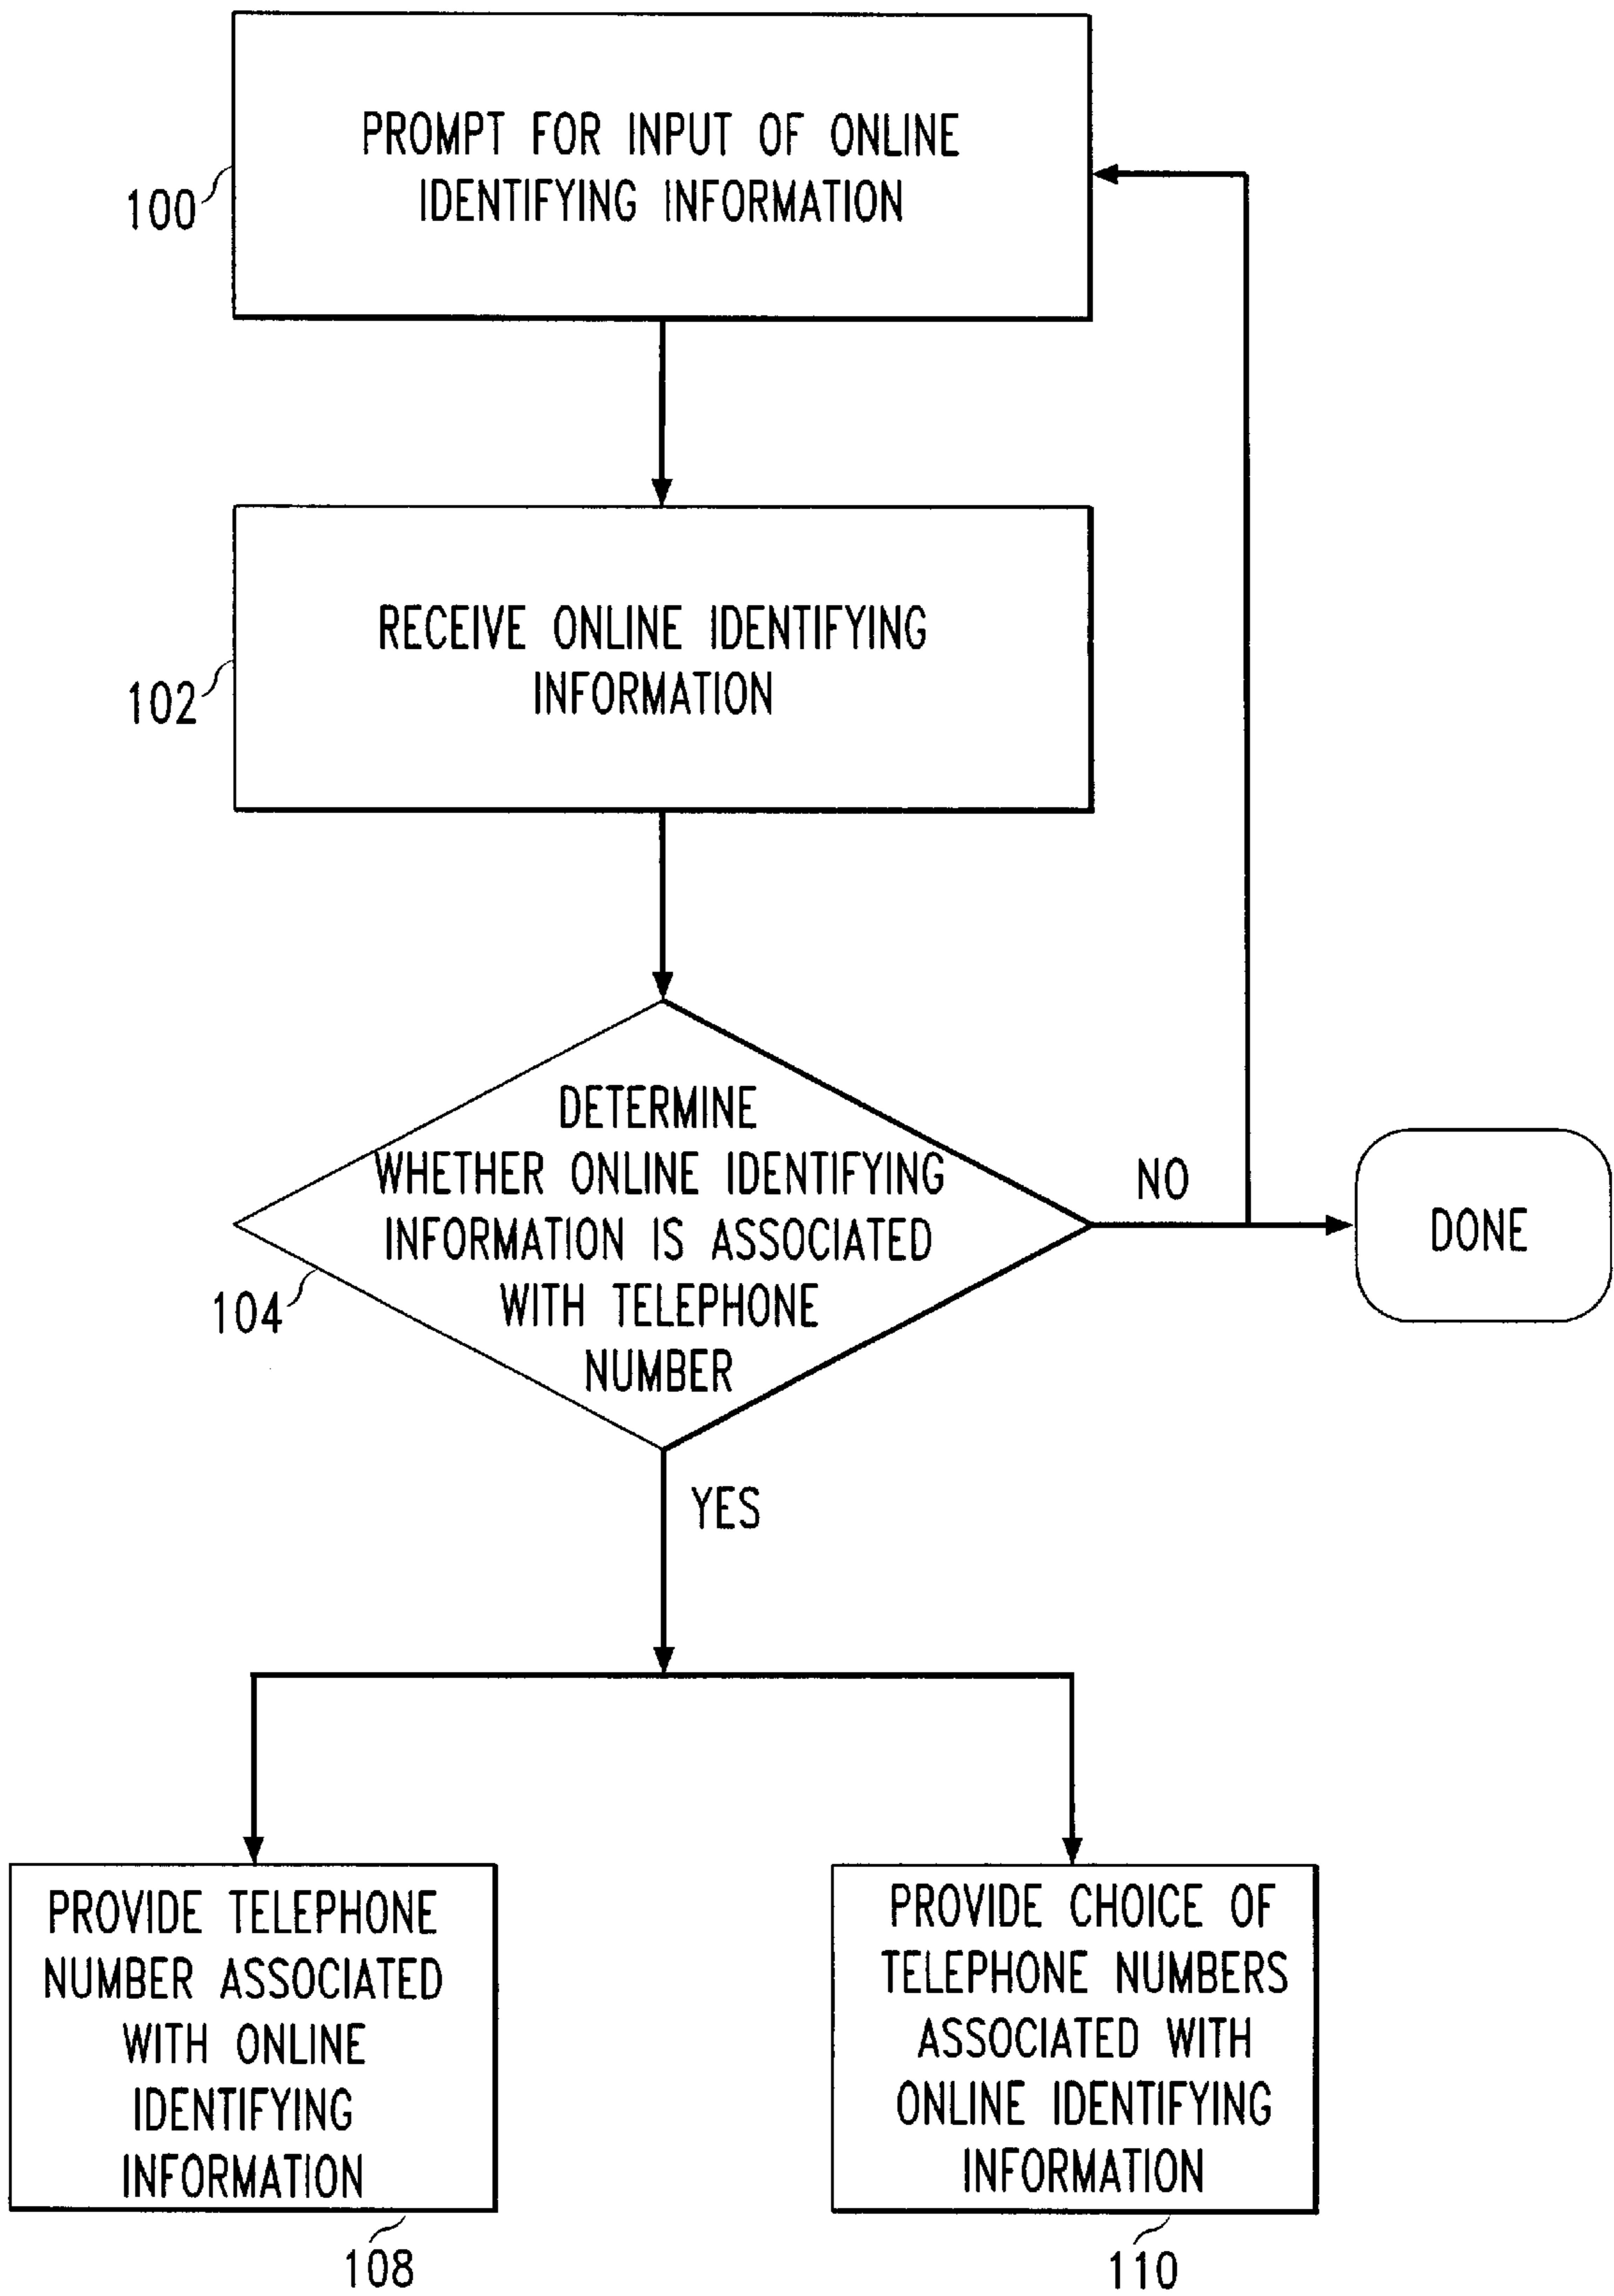 PROMPT FOR INPUT OF ONLINE
IDENTIFYING INFORMATION
100
RECEIVE ONLINE IDENTIFYING
INFORMATION
102
DETERMINE
WHETHER ONLINE IDENTIFYING
INFORMATION IS ASSOCIATED
WITH TELEPHONE
NUMBER
104
NO
DONE
YES
PROVIDE TELEPHONE
NUMBER ASSOCIATED
WITH ONLINE
IDENTIFYING
INFORMATION
108
PROVIDE CHOICE OF
TELEPHONE NUMBERS
ASSOCIATED WITH
ONLINE IDENTIFYING
INFORMATION
110